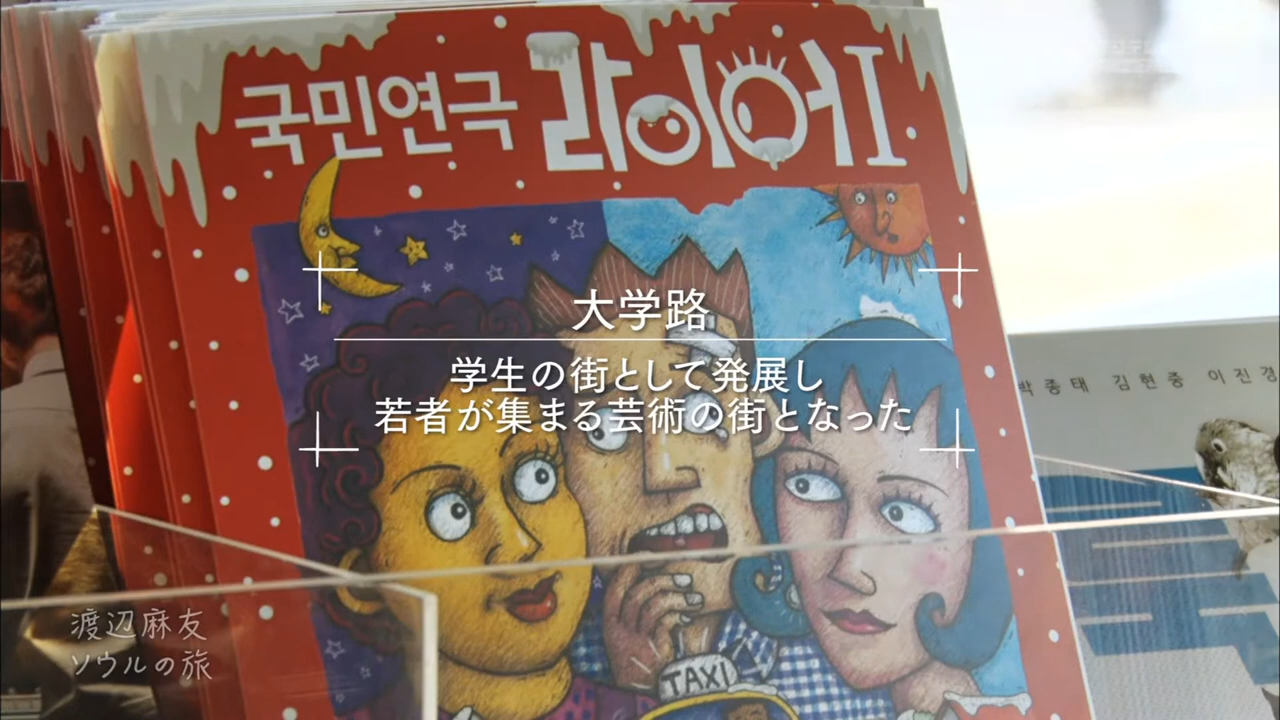 국민연극 라이어 I
大学路
学生の街として発展し
若者が集まる芸術の街となった
박종태 김현중 이진경
TAXI
渡辺麻友
ソウルの旅